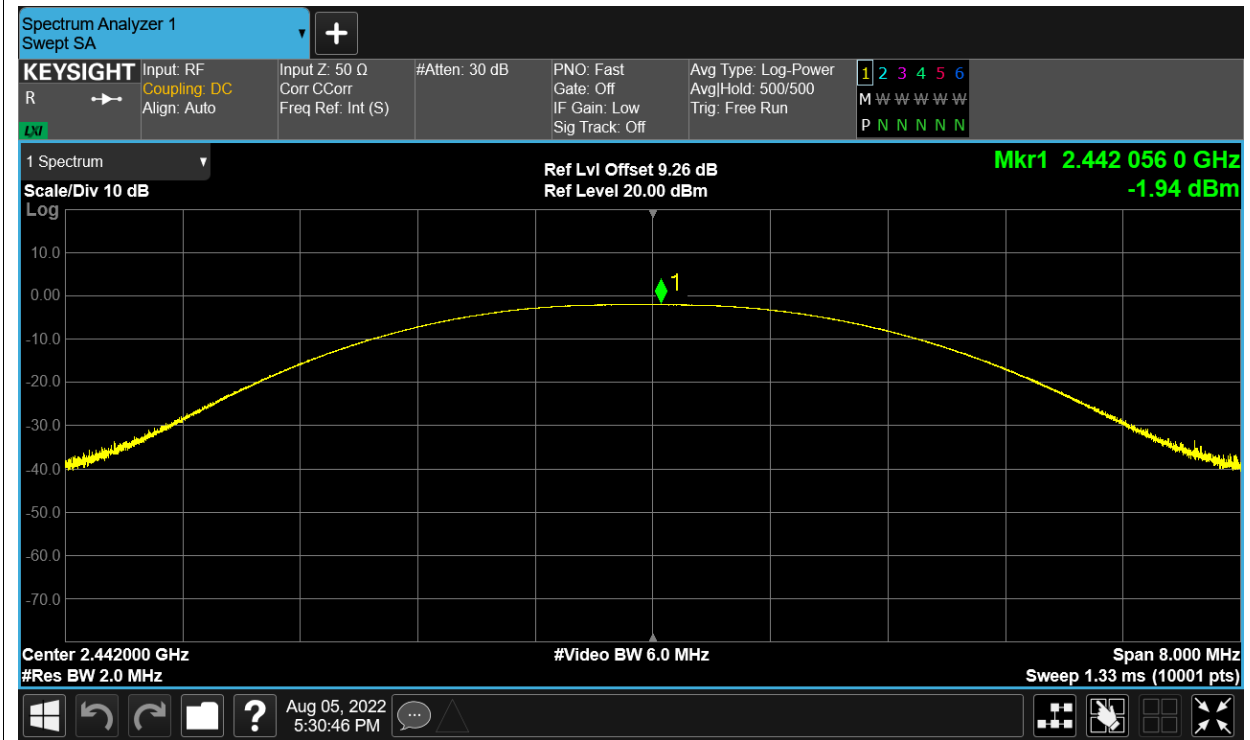 Spectrum Analyzer 1
Swept SA
KEYSIGHT
R
LXI
Input: RF
Coupling: DC
Align: Auto
Input Z: 50 Ω
Corr CCorr
Freq Ref: Int (S)
#Atten: 30 dB
PNO: Fast
Gate: Off
IF Gain: Low
Sig Track: Off
Avg Type: Log-Power
Avg|Hold: 500/500
Trig: Free Run
1 2 3 4 5 6
M W W W W W
P N N N N N
1 Spectrum
Scale/Div 10 dB
Log
Ref Lvl Offset 9.26 dB
Ref Level 20.00 dBm
Mkr1 2.442 056 0 GHz
-1.94 dBm
10.0
0.00
-10.0
-20.0
-30.0
-40.0
-50.0
-60.0
-70.0
1
Center 2.442000 GHz
#Video BW 6.0 MHz
Span 8.000 MHz
#Res BW 2.0 MHz
Sweep 1.33 ms (10001 pts)
?
Aug 05, 2022
5:30:46 PM